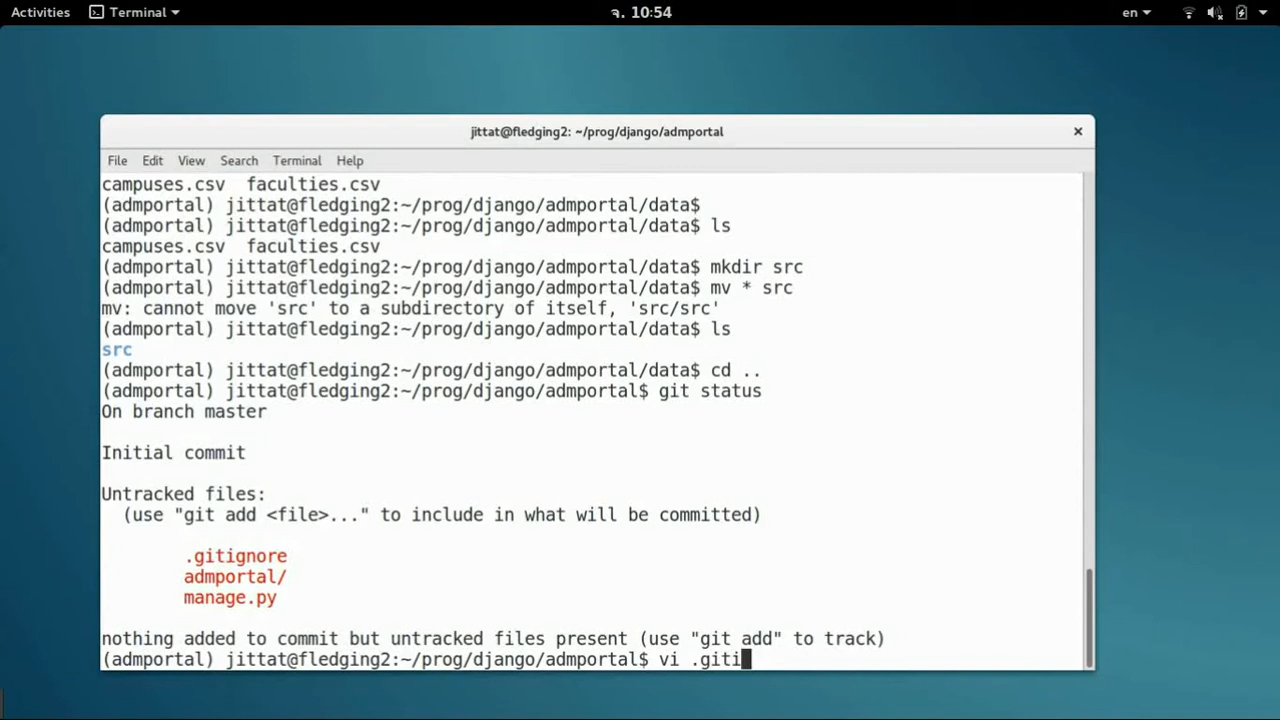 Activities Terminal จ. 10:54 en
jittat@fledging2: ~/prog/django/admportal
File Edit View Search Terminal Help
campuses.csv  faculties.csv
(admportal) jittat@fledging2:~/prog/django/admportal/data$
(admportal) jittat@fledging2:~/prog/django/admportal/data$ ls
campuses.csv  faculties.csv
(admportal) jittat@fledging2:~/prog/django/admportal/data$ mkdir src
(admportal) jittat@fledging2:~/prog/django/admportal/data$ mv * src
mv: cannot move 'src' to a subdirectory of itself, 'src/src'
(admportal) jittat@fledging2:~/prog/django/admportal/data$ ls
src
(admportal) jittat@fledging2:~/prog/django/admportal/data$ cd ..
(admportal) jittat@fledging2:~/prog/django/admportal$ git status
On branch master
Initial commit
Untracked files:
(use "git add <file>..." to include in what will be committed)
.gitignore
admportal/
manage.py
nothing added to commit but untracked files present (use "git add" to track)
(admportal) jittat@fledging2:~/prog/django/admportal$ vi .giti